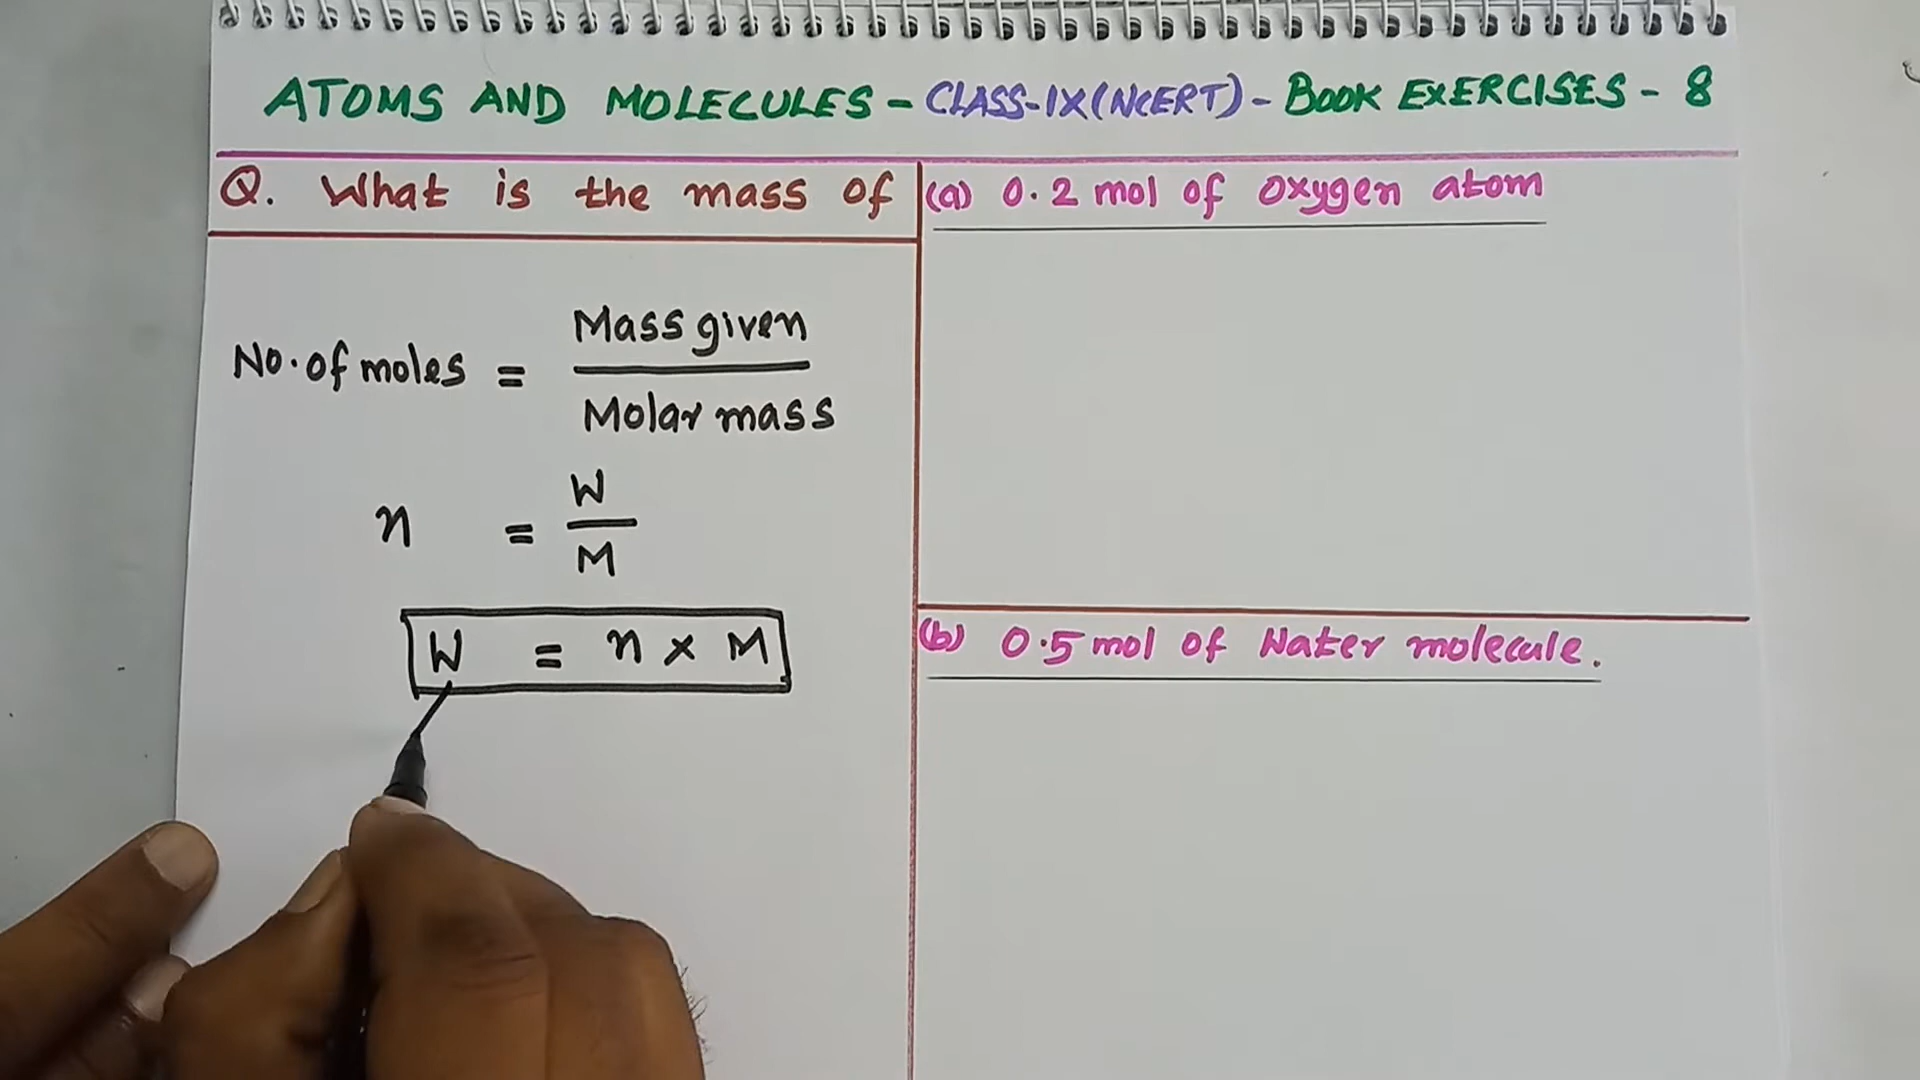 ATOMS AND MOLECULES - CLASS-IX (NCERT) - BOOK EXERCISES - 8
Q. What is the mass of
No. of moles = Mass given / Molar mass
n = W / M
W = n × M
(a) 0.2 mol of oxygen atom
(b) 0.5 mol of Water molecule.